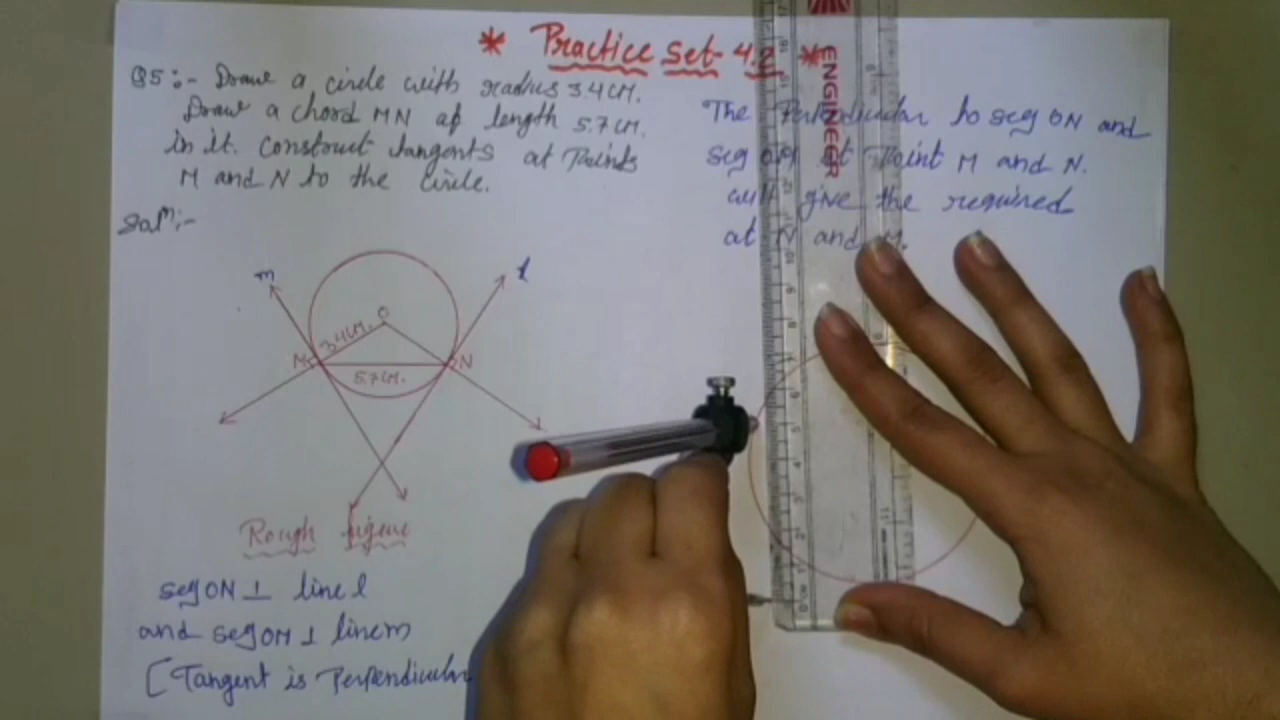 * Practice Set 4.2 *
Q5:- Draw a circle with radius 3.4 CM.
Draw a chord MN of length 5.7 CM.
in it. construct tangents at Points
M and N to the circle.
Solⁿ:-
The Perpendicular to seg ON and
seg OM at Point M and N.
will give the required
at N and M.
ENGINEER
m
l
O
3.4 CM.
M
N
5.7 CM.
Rough figure
seg ON ⊥ line l
and seg OM ⊥ line m
[Tangent is Perpendicular